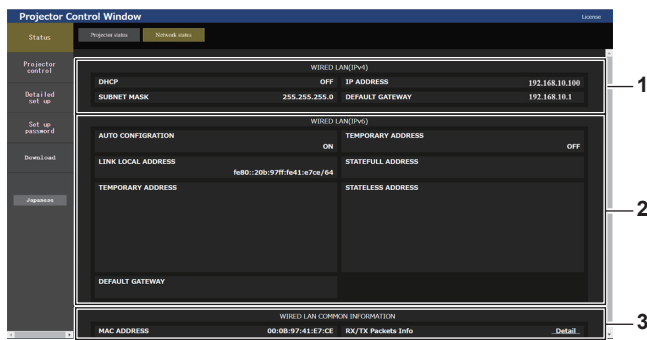 Projector Control Window
License
Status
Projector status
Network status
Projector
control
Detailed
set up
Set up
password
Download
Japanese
WIRED LAN(IPv4)
DHCP OFF IP ADDRESS 192.168.10.100
SUBNET MASK 255.255.255.0 DEFAULT GATEWAY 192.168.10.1
1
WIRED LAN(IPv6)
AUTO CONFIGRATION TEMPORARY ADDRESS
ON OFF
LINK LOCAL ADDRESS STATEFULL ADDRESS
fe80::20b:97ff:fe41:e7ce/64
TEMPORARY ADDRESS STATELESS ADDRESS
DEFAULT GATEWAY
2
WIRED LAN COMMON INFORMATION
MAC ADDRESS 00:0B:97:41:E7:CE RX/TX Packets Info _Detail_
3